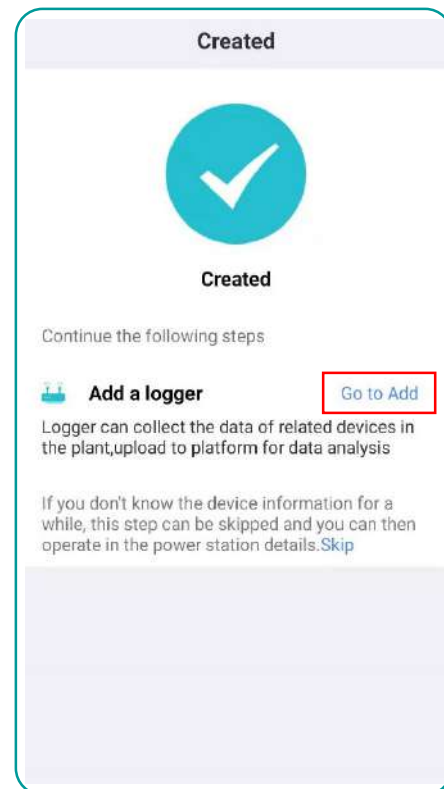 Created
Created
Continue the following steps
Add a logger
Go to Add
Logger can collect the data of related devices in
the plant,upload to platform for data analysis
If you don't know the device information for a
while, this step can be skipped and you can then
operate in the power station details.Skip